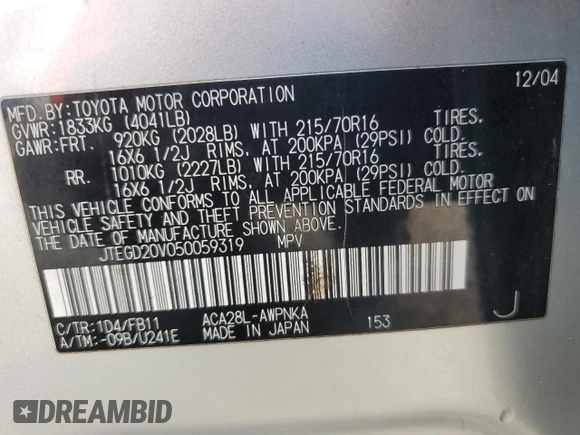 12/04
MFD.BY:TOYOTA MOTOR CORPORATION
GVWR:1833KG (4041LB)
GAWR:FRT. 920KG (2028LB) WITH 215/70R16 TIRES,
16X6 1/2J RIMS, AT 200KPA (29PSI) COLD.
RR. 1010KG (2227LB) WITH 215/70R16 TIRES,
16X6 1/2J RIMS, AT 200KPA (29PSI) COLD.
THIS VEHICLE CONFORMS TO ALL APPLICABLE FEDERAL MOTOR
VEHICLE SAFETY AND THEFT PREVENTION STANDARDS IN EFFECT ON
THE DATE OF MANUFACTURE SHOWN ABOVE.
JTEGD20V050059319 MPV
C/TR:1D4/FB11 ACA28L-AWPNKA
A/TM:-09B/U241E MADE IN JAPAN 153 J
DREAMBID